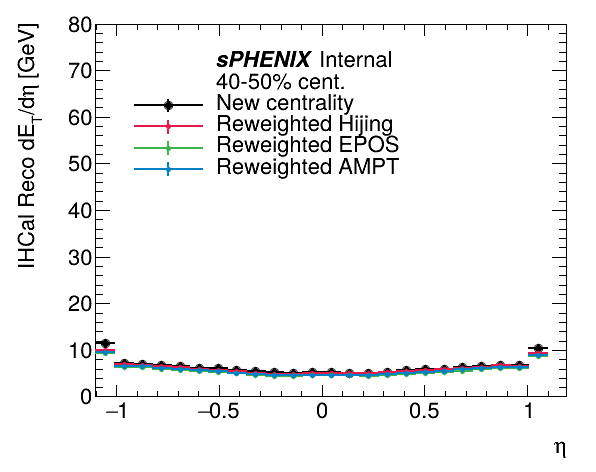 sPHENIX Internal
40-50% cent.
New centrality
Reweighted Hijing
Reweighted EPOS
Reweighted AMPT
IHCal Reco dE_T/dη [GeV]
80
70
60
50
40
30
20
10
0
−1
−0.5
0
0.5
1
η